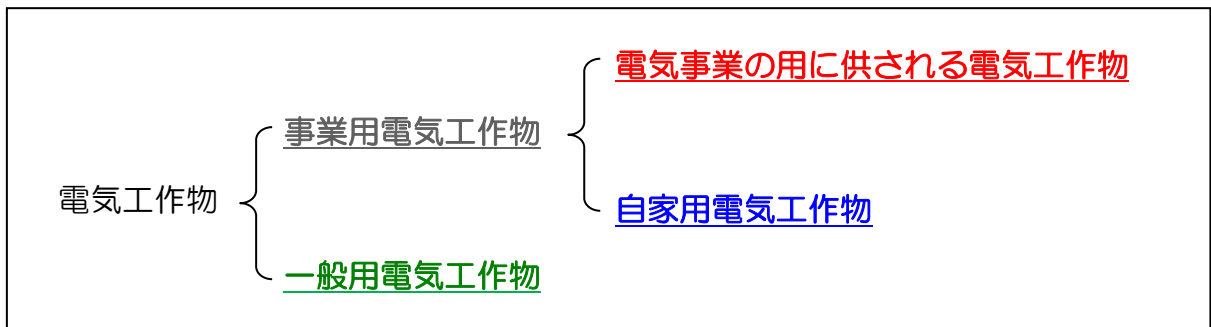 電気事業の用に供される電気工作物
事業用電気工作物
電気工作物
自家用電気工作物
一般用電気工作物